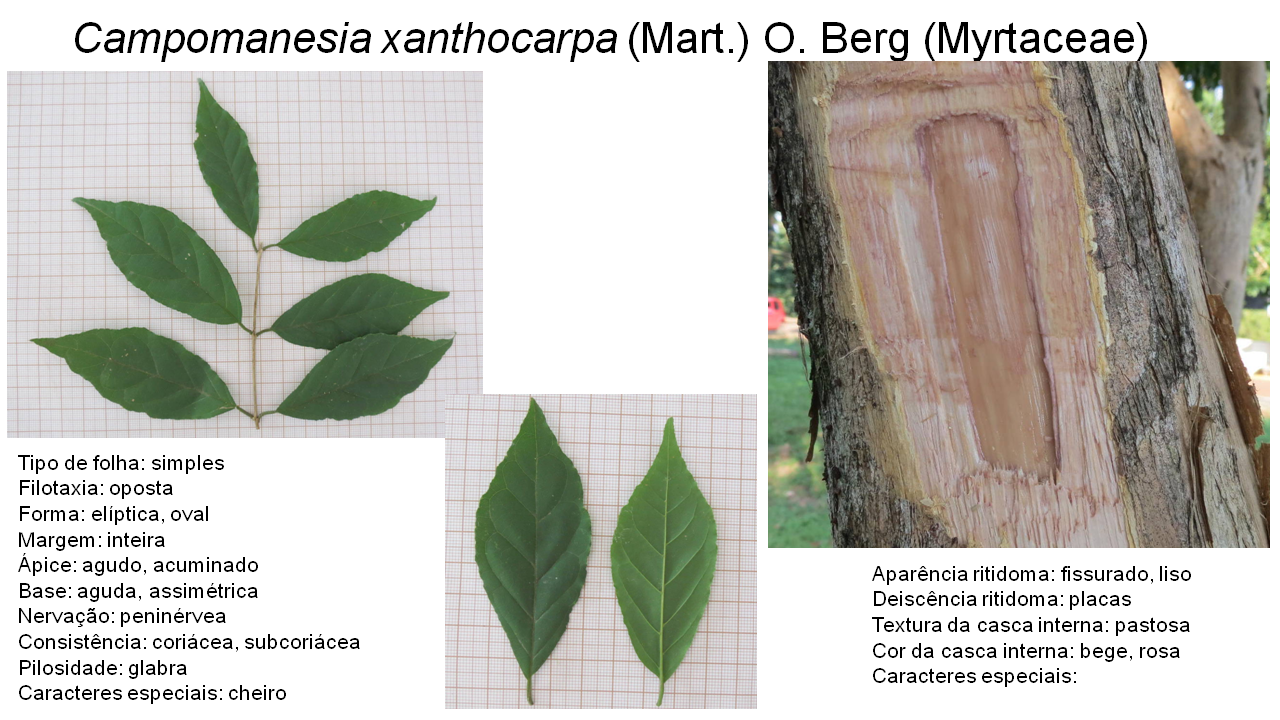 Campomanesia xanthocarpa (Mart.) O. Berg (Myrtaceae)
Tipo de folha: simples
Filotaxia: oposta
Forma: elíptica, oval
Margem: inteira
Ápice: agudo, acuminado
Base: aguda, assimétrica
Nervação: peninérvea
Consistência: coriácea, subcoriácea
Pilosidade: glabra
Caracteres especiais: cheiro
Aparência ritidoma: fissurado, liso
Deiscência ritidoma: placas
Textura da casca interna: pastosa
Cor da casca interna: bege, rosa
Caracteres especiais: